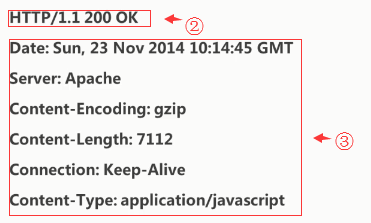 HTTP/1.1 200 OK
②
Date: Sun, 23 Nov 2014 10:14:45 GMT
Server: Apache
Content-Encoding: gzip
Content-Length: 7112
③
Connection: Keep-Alive
Content-Type: application/javascript